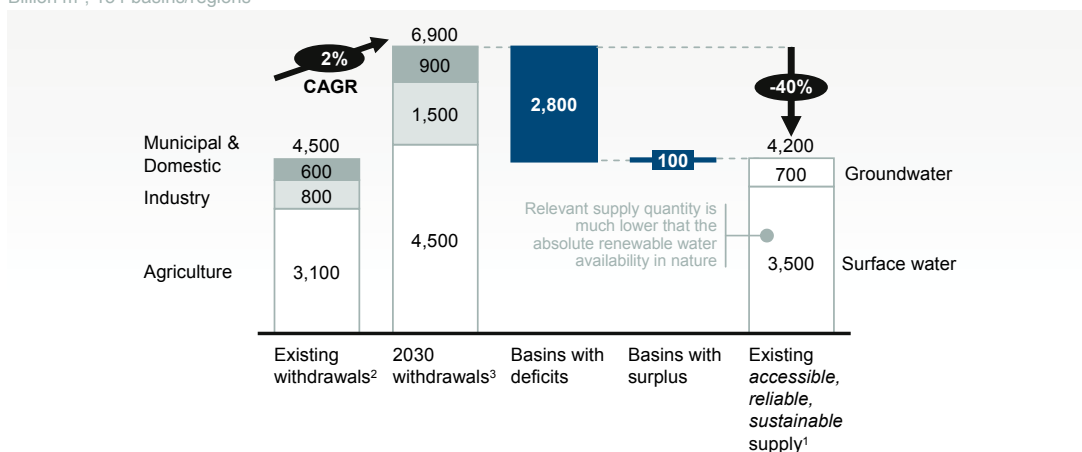 2%
CAGR
6,900
900
1,500
4,500
2,800
100
-40%
4,200
700
3,500
Groundwater
Surface water
Municipal &
Domestic
Industry
Agriculture
4,500
600
800
3,100
Relevant supply quantity is
much lower that the
absolute renewable water
availability in nature
Existing
withdrawals²
2030
withdrawals³
Basins with
deficits
Basins with
surplus
Existing
accessible,
reliable,
sustainable
supply¹